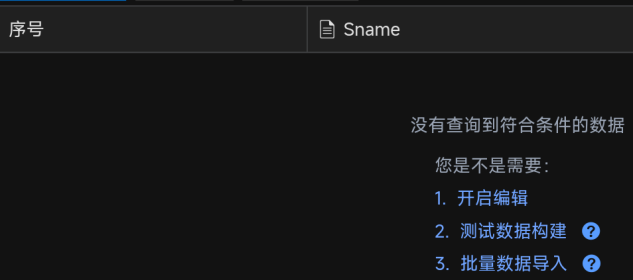 序号 Sname
没有查询到符合条件的数据
您是不是需要：
1. 开启编辑
2. 测试数据构建 ?
3. 批量数据导入 ?